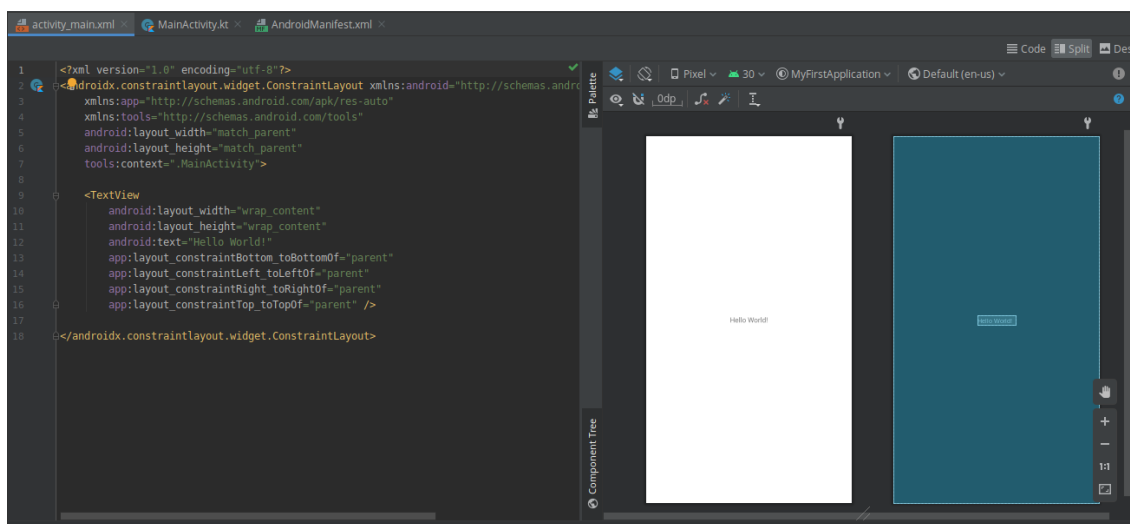 activity_main.xml MainActivity.kt AndroidManifest.xml
Code Split Des
1 <?xml version="1.0" encoding="utf-8"?>
2 <androidx.constraintlayout.widget.ConstraintLayout xmlns:android="http://schemas.andro
3 xmlns:app="http://schemas.android.com/apk/res-auto"
4 xmlns:tools="http://schemas.android.com/tools"
5 android:layout_width="match_parent"
6 android:layout_height="match_parent"
7 tools:context=".MainActivity">
8
9 <TextView
10 android:layout_width="wrap_content"
11 android:layout_height="wrap_content"
12 android:text="Hello World!"
13 app:layout_constraintBottom_toBottomOf="parent"
14 app:layout_constraintLeft_toLeftOf="parent"
15 app:layout_constraintRight_toRightOf="parent"
16 app:layout_constraintTop_toTopOf="parent" />
17
18 </androidx.constraintlayout.widget.ConstraintLayout>
Palette
Component Tree
Pixel 30 MyFirstApplication Default (en-us)
0dp
Hello World!
Hello World!
1:1